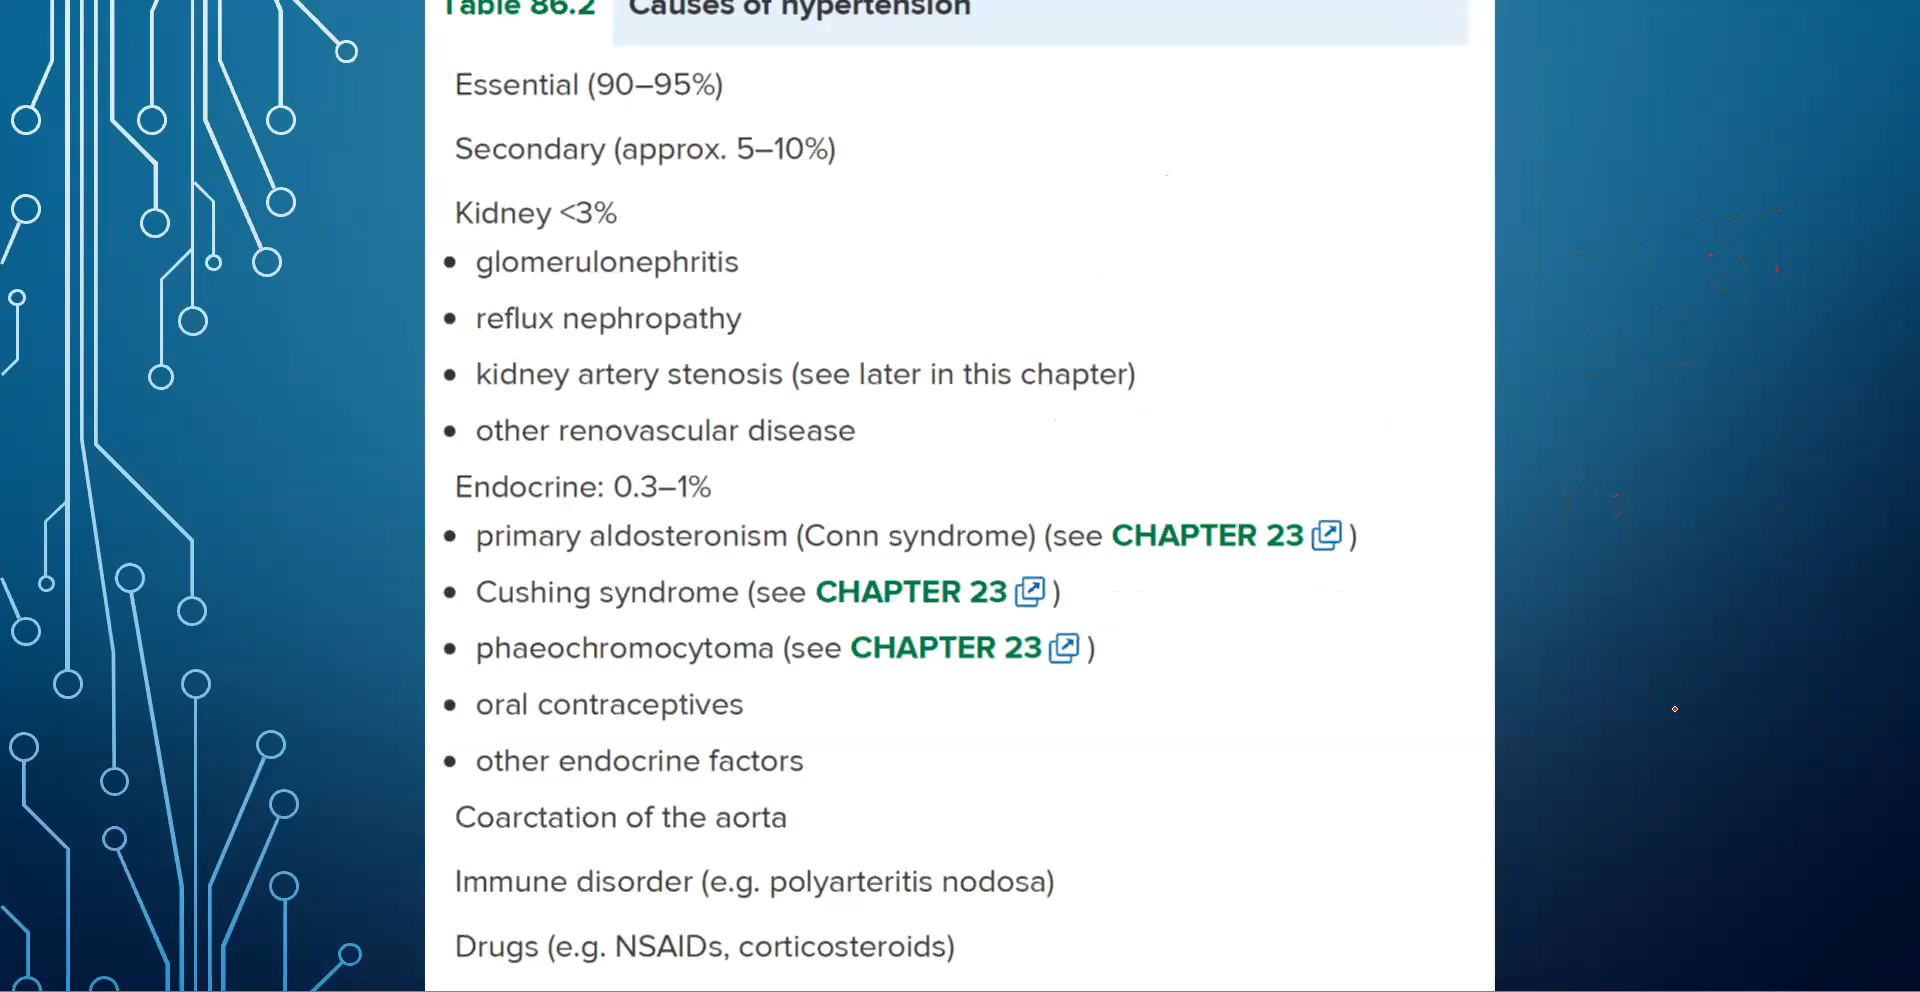 Table 86.2 Causes of hypertension
Essential (90–95%)
Secondary (approx. 5–10%)
Kidney <3%
• glomerulonephritis
• reflux nephropathy
• kidney artery stenosis (see later in this chapter)
• other renovascular disease
Endocrine: 0.3–1%
• primary aldosteronism (Conn syndrome) (see CHAPTER 23 )
• Cushing syndrome (see CHAPTER 23 )
• phaeochromocytoma (see CHAPTER 23 )
• oral contraceptives
• other endocrine factors
Coarctation of the aorta
Immune disorder (e.g. polyarteritis nodosa)
Drugs (e.g. NSAIDs, corticosteroids)